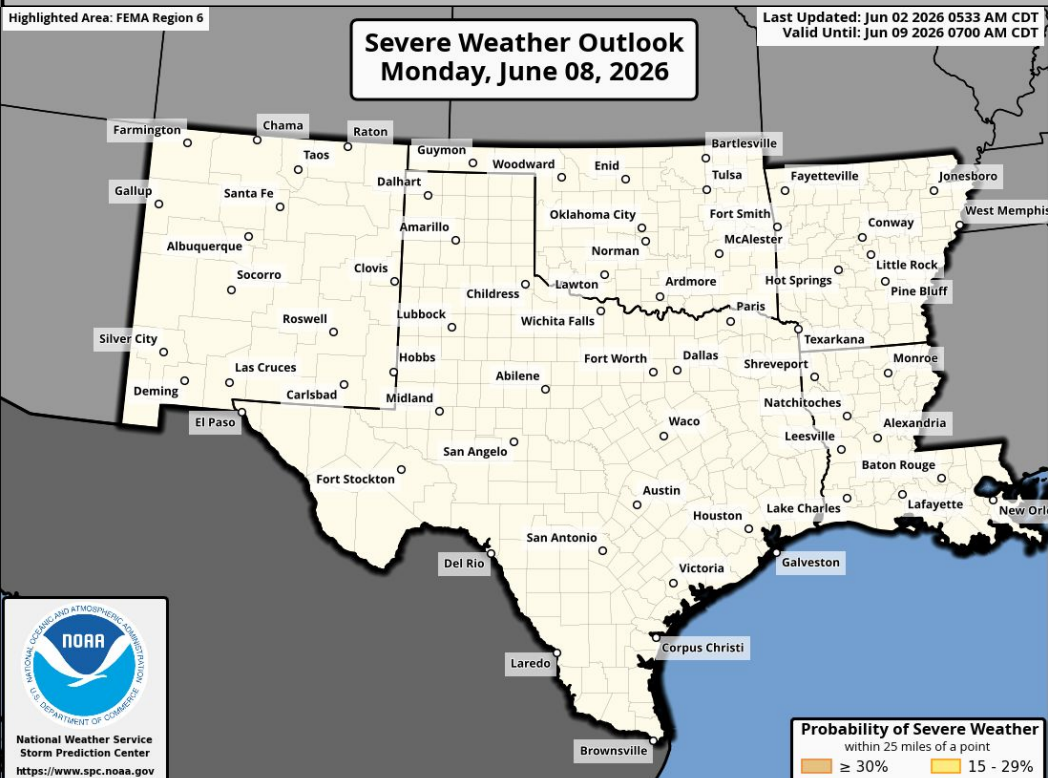 Highlighted Area: FEMA Region 6
Last Updated: Jun 02 2026 0533 AM CDT
Valid Until: Jun 09 2026 0700 AM CDT
Severe Weather Outlook
Monday, June 08, 2026
Farmington
Chama
Raton
Taos
Guymon
Woodward
Enid
Bartlesville
Tulsa
Fayetteville
Jonesboro
Gallup
Santa Fe
Dalhart
Oklahoma City
Fort Smith
West Memphis
Amarillo
Conway
Albuquerque
Norman
McAlester
Socorro
Clovis
Little Rock
Childress
Lawton
Ardmore
Hot Springs
Pine Bluff
Roswell
Lubbock
Wichita Falls
Paris
Silver City
Texarkana
Las Cruces
Hobbs
Fort Worth
Dallas
Shreveport
Monroe
Deming
Carlsbad
Midland
Abilene
Natchitoches
El Paso
Waco
Alexandria
San Angelo
Leesville
Fort Stockton
Baton Rouge
Austin
Houston
Lake Charles
Lafayette
New Orl
San Antonio
Del Rio
Victoria
Galveston
Laredo
Corpus Christi
Brownsville
NATIONAL OCEANIC AND ATMOSPHERIC ADMINISTRATION
NOAA
U.S. DEPARTMENT OF COMMERCE
National Weather Service
Storm Prediction Center
https://www.spc.noaa.gov
Probability of Severe Weather
within 25 miles of a point
≥ 30%
15 - 29%